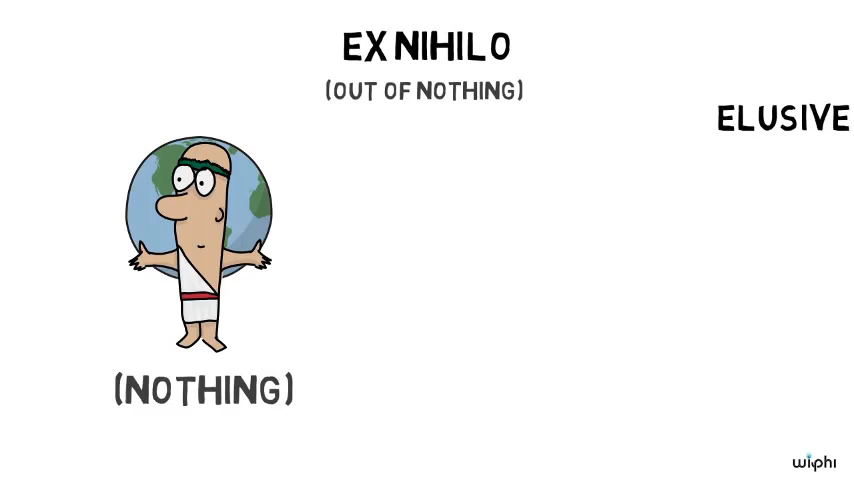 EX NIHILO
(OUT OF NOTHING)
ELUSIVE
(NOTHING)
wiphi